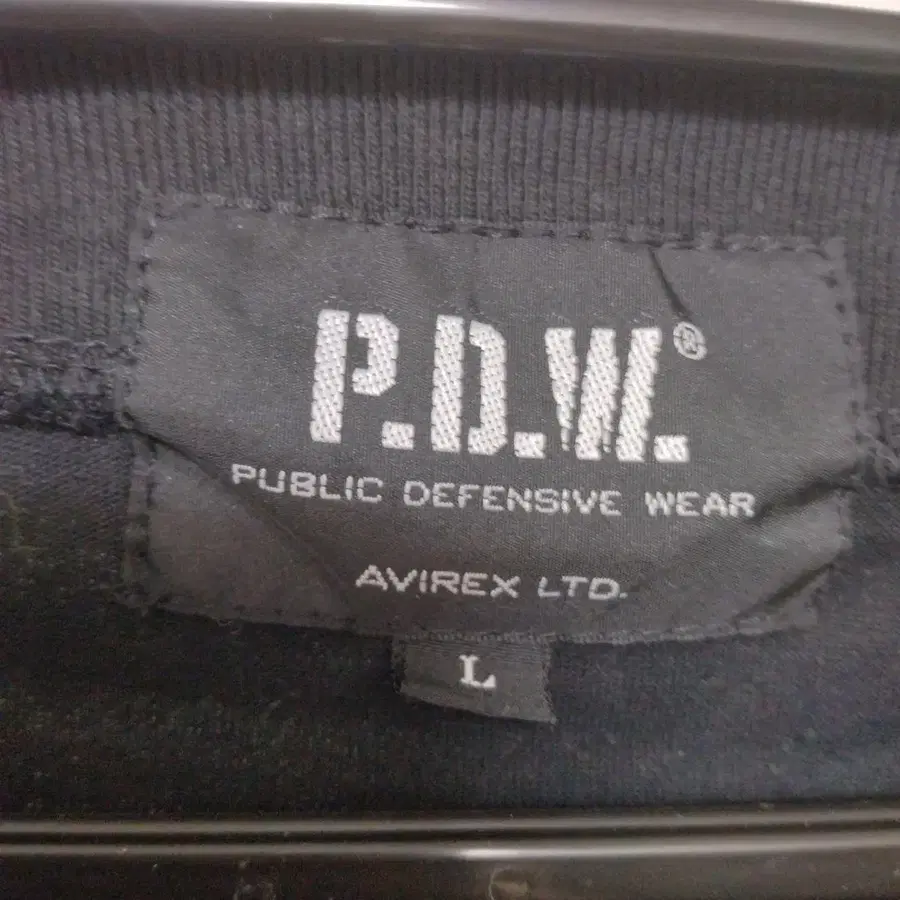 P.D.W.®
PUBLIC DEFENSIVE WEAR
AVIREX LTD.
L